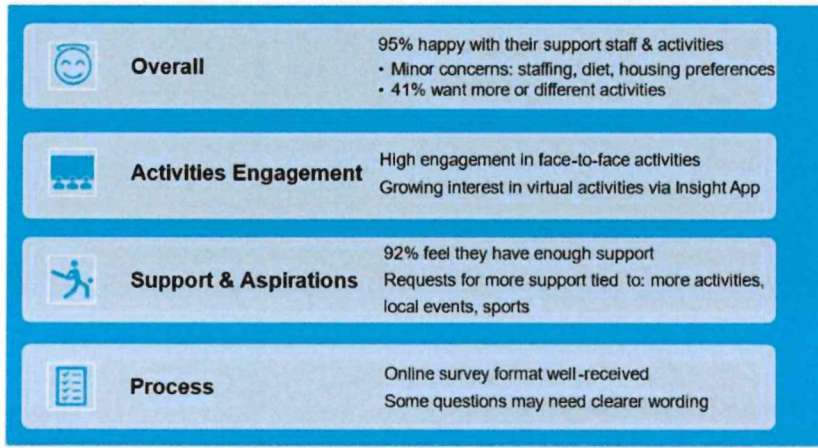 Overall
95% happy with their support staff & activities
• Minor concerns: staffing, diet, housing preferences
• 41% want more or different activities
Activities Engagement
High engagement in face-to-face activities
Growing interest in virtual activities via Insight App
Support & Aspirations
92% feel they have enough support
Requests for more support tied to: more activities,
local events, sports
Process
Online survey format well-received
Some questions may need clearer wording